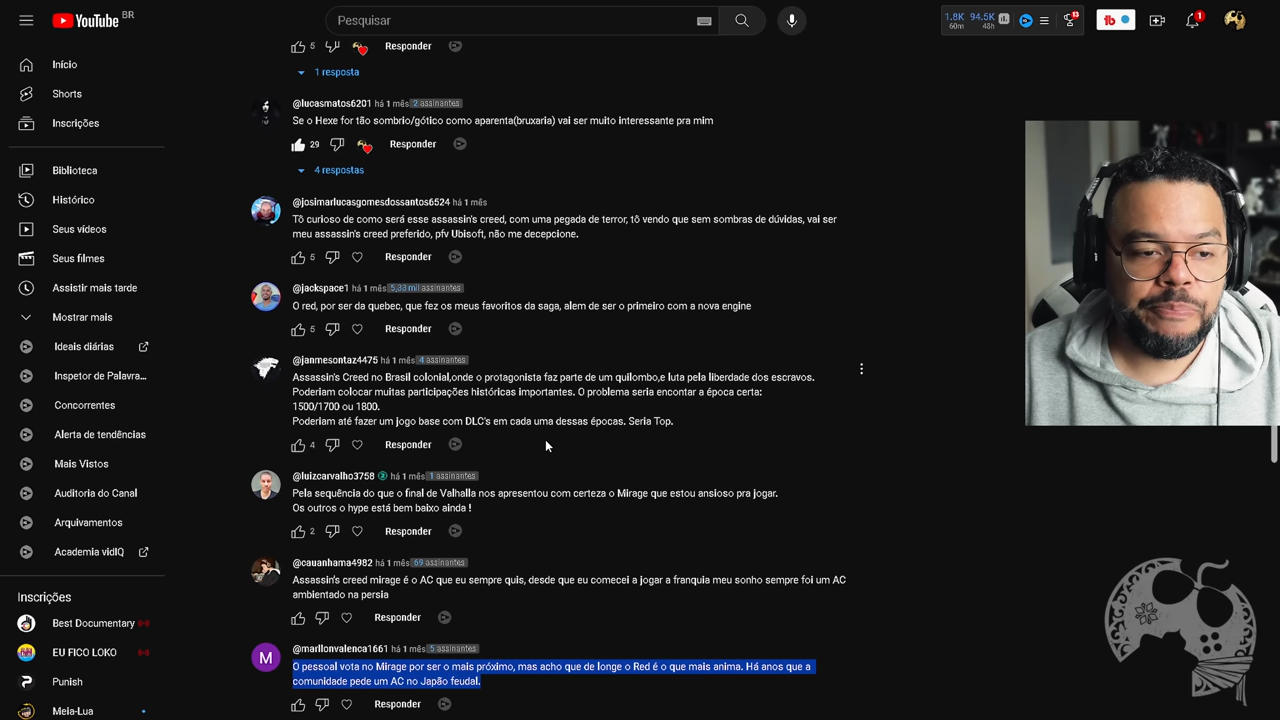 YouTube BR
Pesquisar
1.8K 94.5K
60m 48h
13
tb
1
Início
Shorts
Inscrições
Biblioteca
Histórico
Seus vídeos
Seus filmes
Assistir mais tarde
Mostrar mais
Ideais diárias
Inspetor de Palavra...
Concorrentes
Alerta de tendências
Mais Vistos
Auditoria do Canal
Arquivamentos
Academia vidIQ
Inscrições
Best Documentary
EU FICO LOKO
Punish
Meia-Lua
5 Responder
1 resposta
@lucasmatos6201 há 1 mês 2 assinantes
Se o Hexe for tão sombrio/gótico como aparenta(bruxaria) vai ser muito interessante pra mim
29 Responder
4 respostas
@josimarlucasgomesdossantos6524 há 1 mês
Tô curioso de como será esse assassin's creed, com uma pegada de terror, tô vendo que sem sombras de dúvidas, vai ser
meu assassin's creed preferido, pfv Ubisoft, não me decepcione.
5 Responder
@jackspace1 há 1 mês 5,33 mil assinantes
O red, por ser da quebec, que fez os meus favoritos da saga, alem de ser o primeiro com a nova engine
5 Responder
@janmesontaz4475 há 1 mês 4 assinantes
Assassin's Creed no Brasil colonial,onde o protagonista faz parte de um quilombo,e luta pela liberdade dos escravos.
Poderiam colocar muitas participações históricas importantes. O problema seria encontar a época certa:
1500/1700 ou 1800.
Poderiam até fazer um jogo base com DLC's em cada uma dessas épocas. Seria Top.
4 Responder
@luizcarvalho3758 há 1 mês 1 assinantes
Pela sequência do que o final de Valhalla nos apresentou com certeza o Mirage que estou ansioso pra jogar.
Os outros o hype está bem baixo ainda !
2 Responder
@cauanhama4982 há 1 mês 69 assinantes
Assassin's creed mirage é o AC que eu sempre quis, desde que eu comecei a jogar a franquia meu sonho sempre foi um AC
ambientado na persia
Responder
M
@marllonvalenca1661 há 1 mês 5 assinantes
O pessoal vota no Mirage por ser o mais próximo, mas acho que de longe o Red é o que mais anima. Há anos que a
comunidade pede um AC no Japão feudal.
Responder